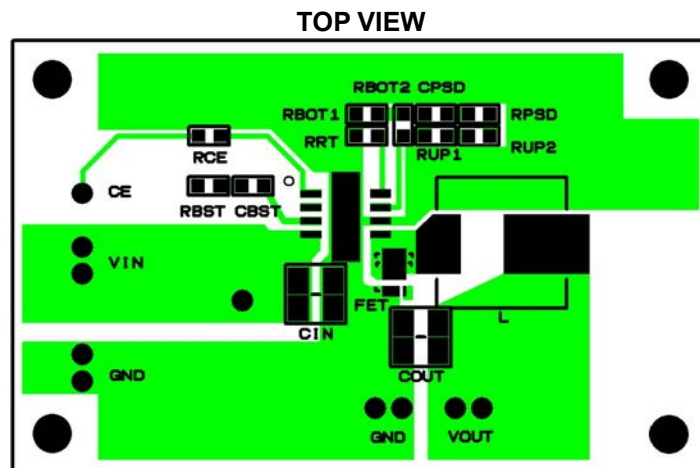 TOP VIEW
RBOT2 CPSD
RBOT1
RPSD
RRT
RUP1
RUP2
RCE
CE
RBST CBST
VIN
FET
L
CIN
GND
COUT
GND
VOUT